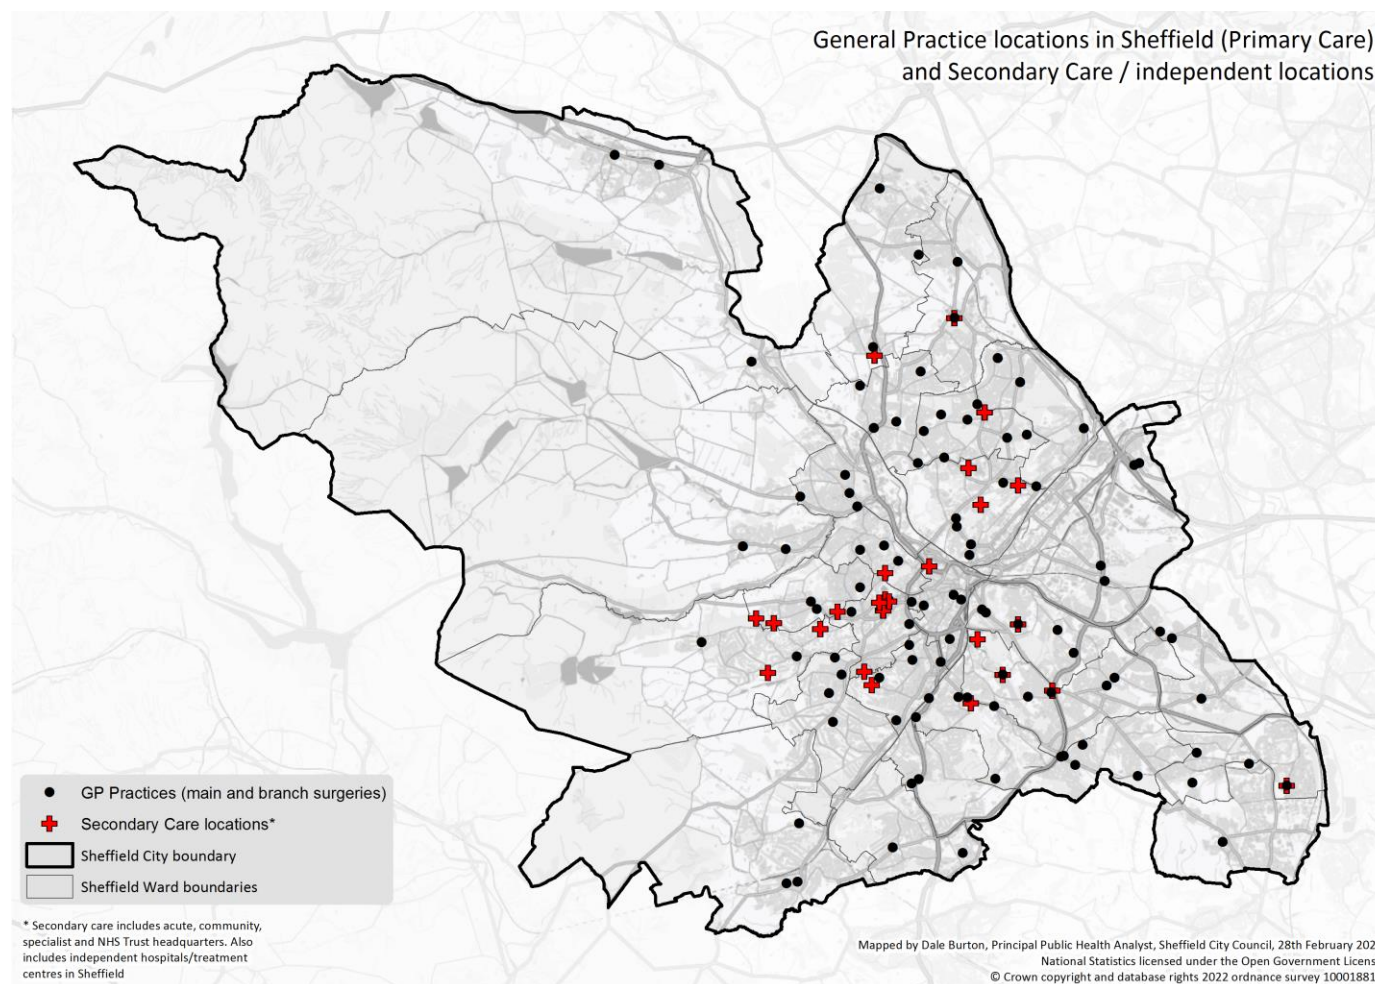 General Practice locations in Sheffield (Primary Care)
and Secondary Care / independent locations
GP Practices (main and branch surgeries)
Secondary Care locations*
Sheffield City boundary
Sheffield Ward boundaries
* Secondary care includes acute, community,
specialist and NHS Trust headquarters. Also
includes independent hospitals/treatment
centres in Sheffield
Mapped by Dale Burton, Principal Public Health Analyst, Sheffield City Council, 28th February 202
National Statistics licensed under the Open Government Licens
© Crown copyright and database rights 2022 ordnance survey 10001881